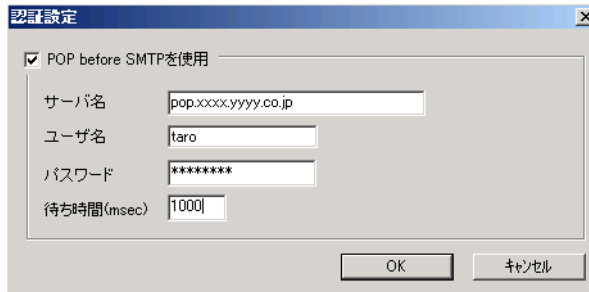 認証設定
POP before SMTPを使用
サーバ名 pop.xxxx.yyyy.co.jp
ユーザ名 taro
パスワード ********
待ち時間(msec) 1000
OK キャンセル